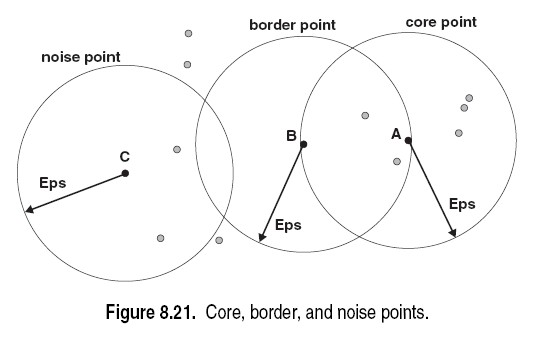 core point
border point
noise point
B
A
C
Eps
Eps
Eps
Figure 8.21. Core, border, and noise points.